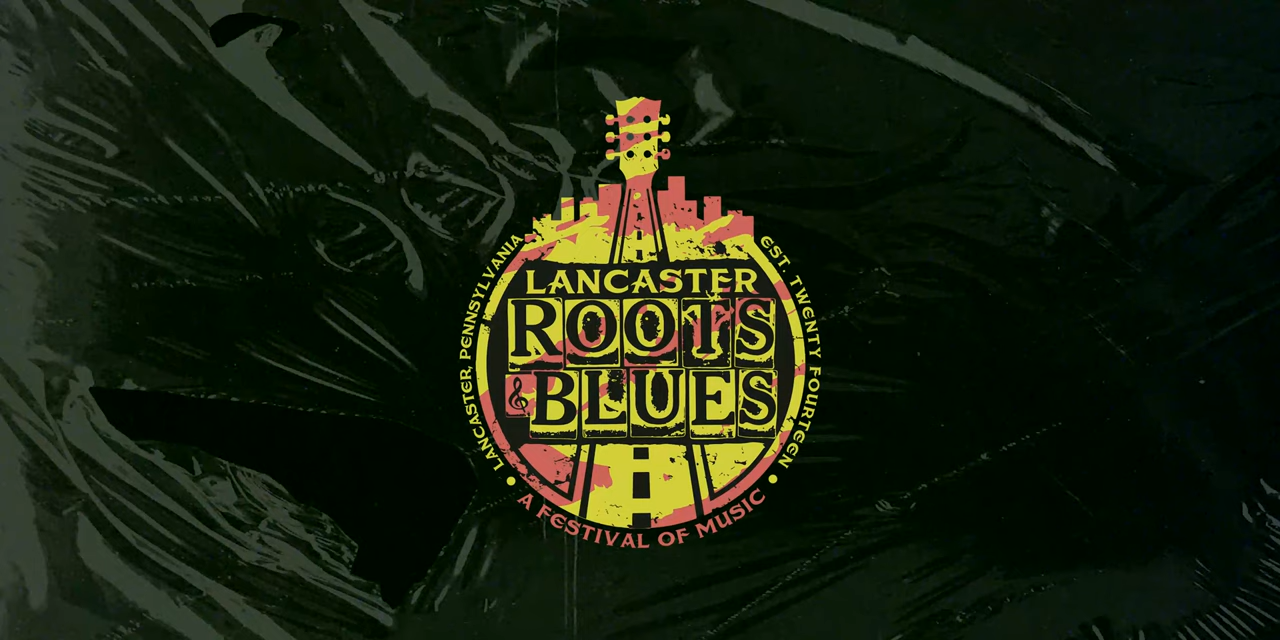 LANCASTER
ROOTS
BLUES
LANCASTER, PENNSYLVANIA
EST. TWENTY FOURTEEN
A FESTIVAL OF MUSIC